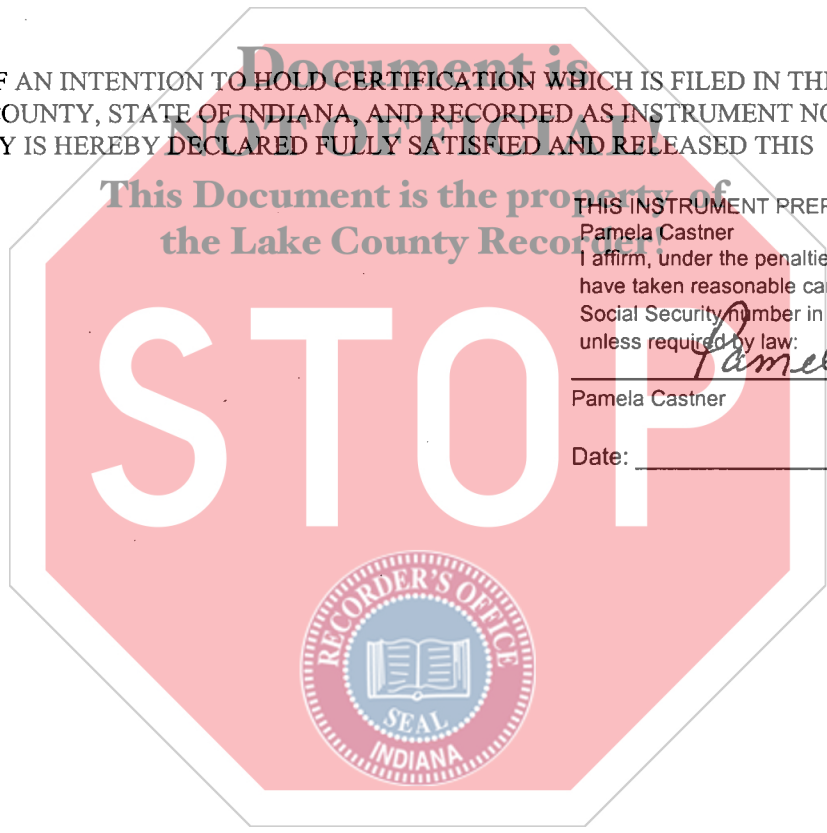 Document is
F AN INTENTION TO HOLD CERTIFICATION WHICH IS FILED IN THE
COUNTY, STATE OF INDIANA, AND RECORDED AS INSTRUMENT NO
NOT OFFICIAL!
Y IS HEREBY DECLARED FULLY SATISFIED AND RELEASED THIS
This Document is the property of
the Lake County Recorder!
THIS INSTRUMENT PREP
Pamela Castner
I affirm, under the penaltie
have taken reasonable ca
Social Security number in
unless required by law:
Pamel
Pamela Castner
Date:
STOP
RECORDER'S OFFICE
SEAL
INDIANA